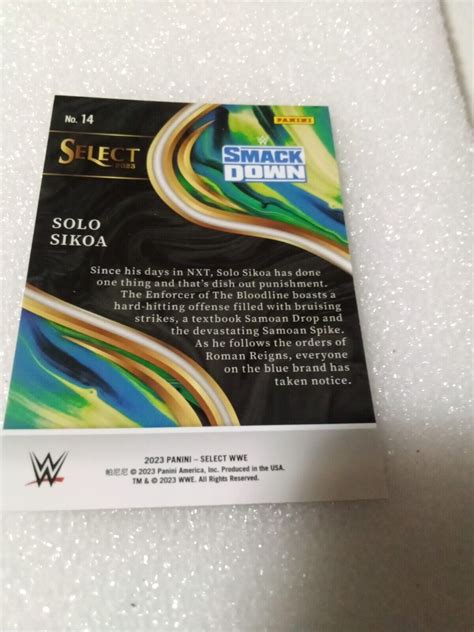 No. 14
PANINI
SELECT
2023
W
SMACK
DOWN
SOLO
SIKOA
Since his days in NXT, Solo Sikoa has done
one thing and that's dish out punishment.
The Enforcer of The Bloodline boasts a
hard-hitting offense filled with bruising
strikes, a textbook Samoan Drop and
the devastating Samoan Spike.
As he follows the orders of
Roman Reigns, everyone
on the blue brand has
taken notice.
W
2023 PANINI – SELECT WWE
帕尼尼 © 2023 Panini America, Inc. Produced in the USA.
TM & © 2023 WWE. All Rights Reserved.